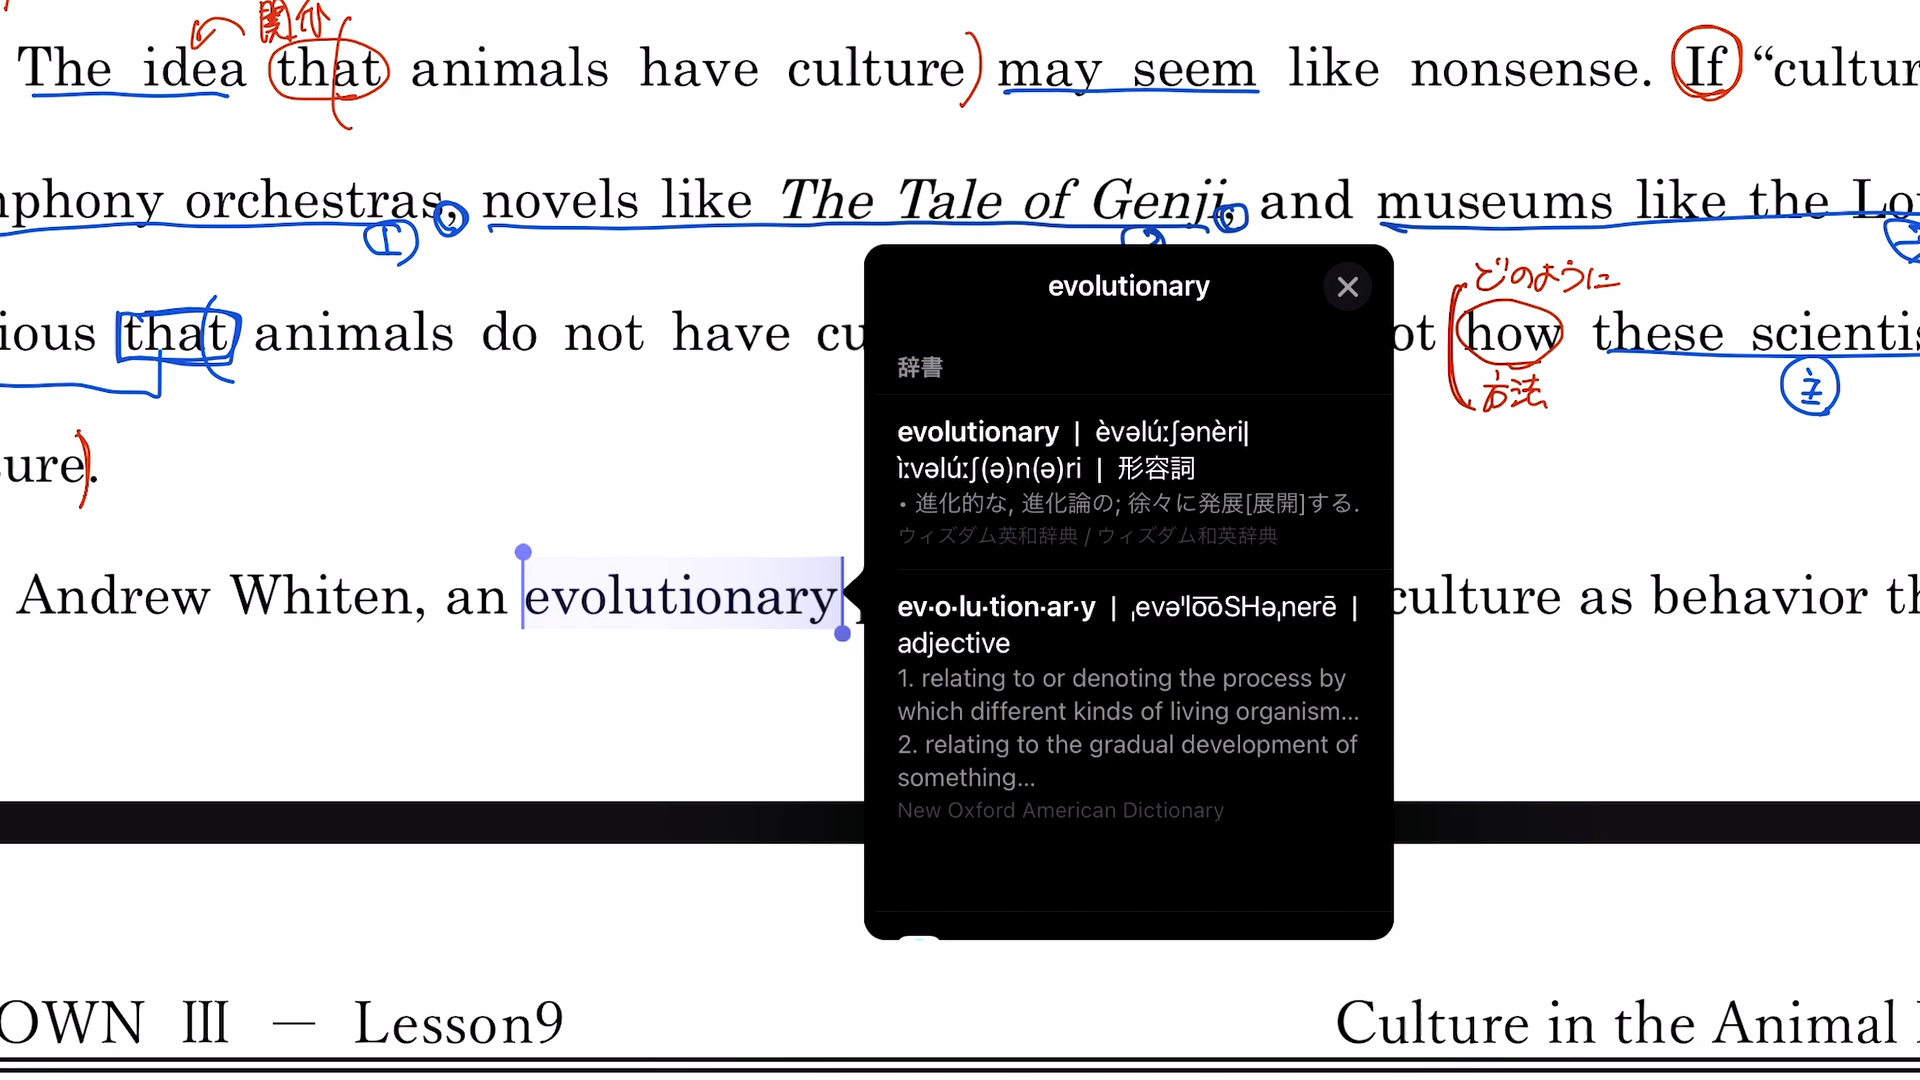 関代
The idea that animals have culture) may seem like nonsense. If “cultur
phony orchestras, novels like The Tale of Genji, and museums like the Lo
①
どのように
ious that animals do not have cu ot how these scientis
方法
主
ure).
Andrew Whiten, an evolutionary culture as behavior th
evolutionary
辞書
evolutionary | èvəlúːʃənèri|
ìːvəlúːʃ(ə)n(ə)ri | 形容詞
• 進化的な, 進化論の; 徐々に発展[展開]する.
ウィズダム英和辞典 / ウィズダム和英辞典
ev·o·lu·tion·ar·y | ˌevəˈlo͞oSHəˌnerē |
adjective
1. relating to or denoting the process by
which different kinds of living organism...
2. relating to the gradual development of
something...
New Oxford American Dictionary
OWN Ⅲ — Lesson9
Culture in the Animal